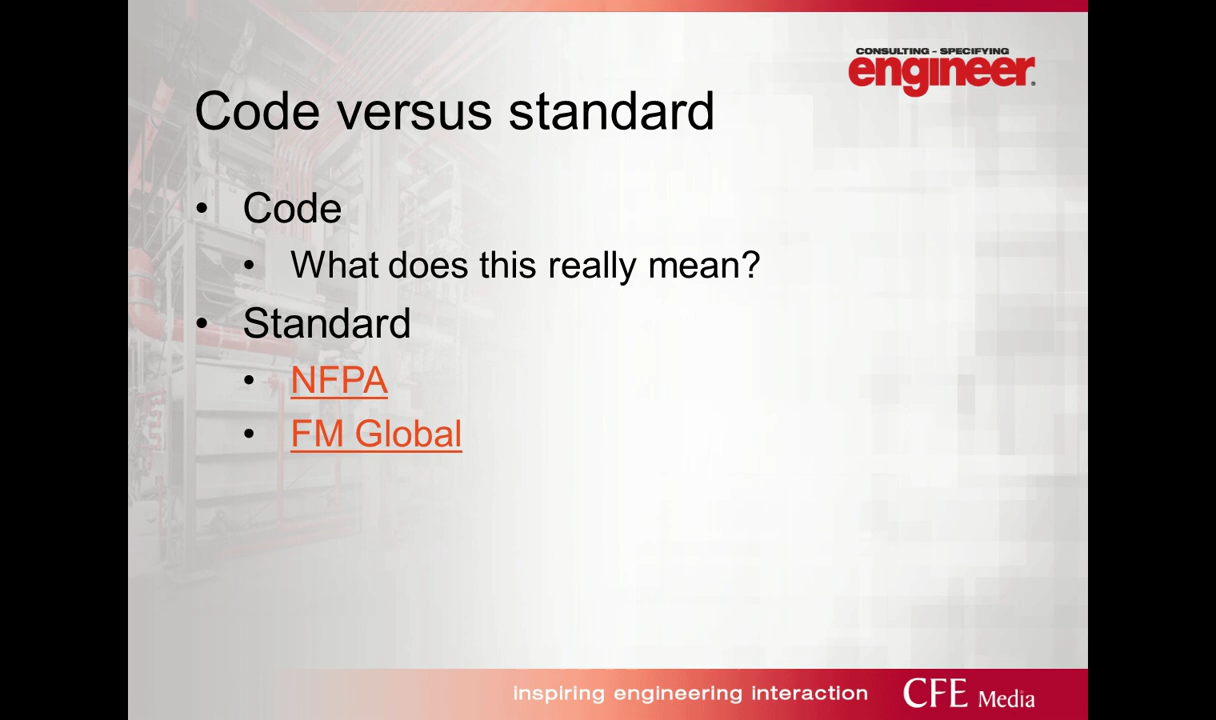 CONSULTING - SPECIFYING
engineer.
Code versus standard
• Code
• What does this really mean?
• Standard
• NFPA
• FM Global
inspiring engineering interaction
CFE Media